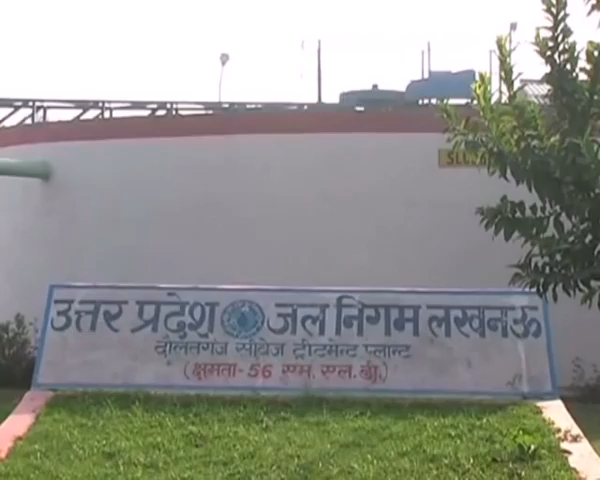 उत्तर प्रदेश जल निगम लखनऊ
दौलतगंज सीवेज ट्रीटमेन्ट प्लान्ट
(क्षमता- 56 एम. एल. डी.)